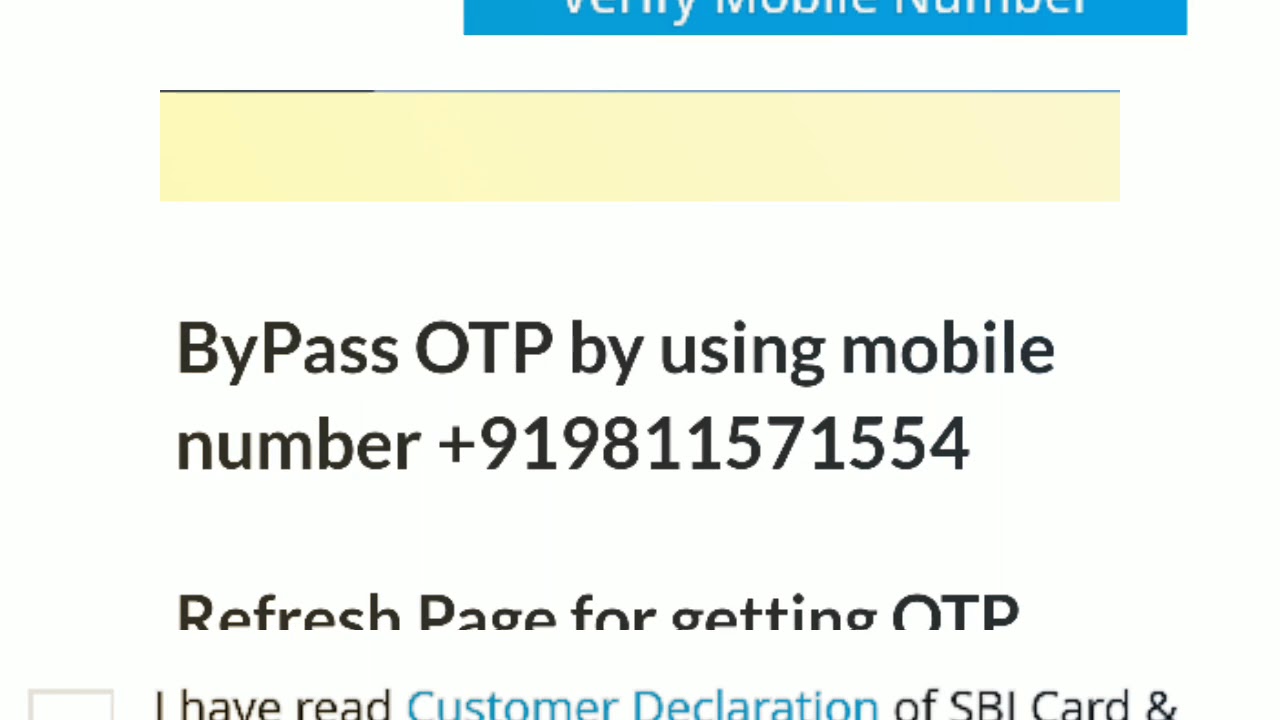 Verify Mobile Number
ByPass OTP by using mobile
number +919811571554
Refresh Page for getting OTP
I have read Customer Declaration of SBI Card &